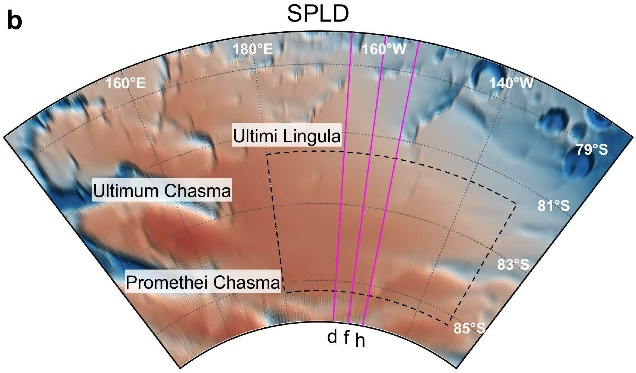 b
SPLD
180°E
160°W
160°E
140°W
Ultimi Lingula
79°S
Ultimum Chasma
81°S
83°S
Promethei Chasma
85°S
d f h